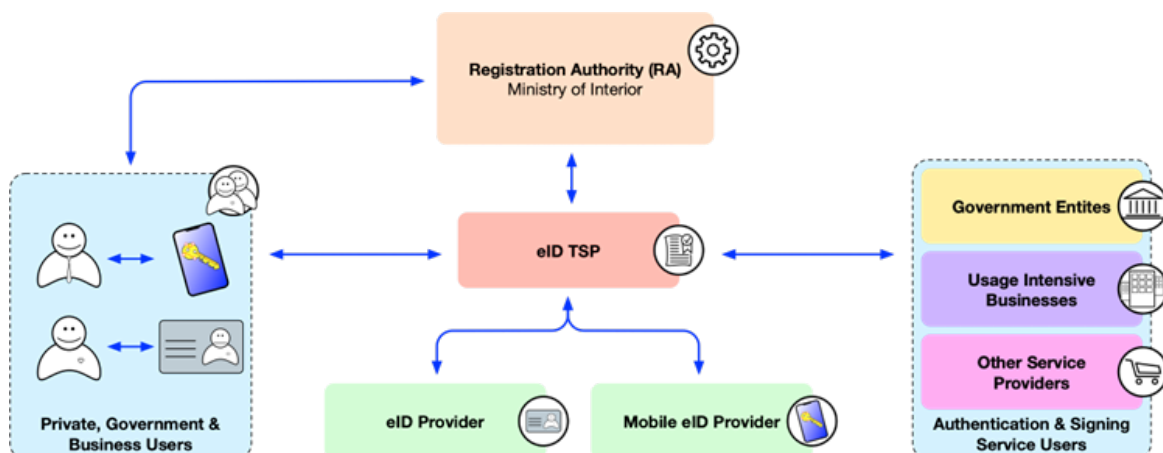 Registration Authority (RA)
Ministry of Interior
eID TSP
Government Entites
Usage Intensive
Businesses
Other Service
Providers
Authentication & Signing
Service Users
Private, Government &
Business Users
eID Provider
Mobile eID Provider